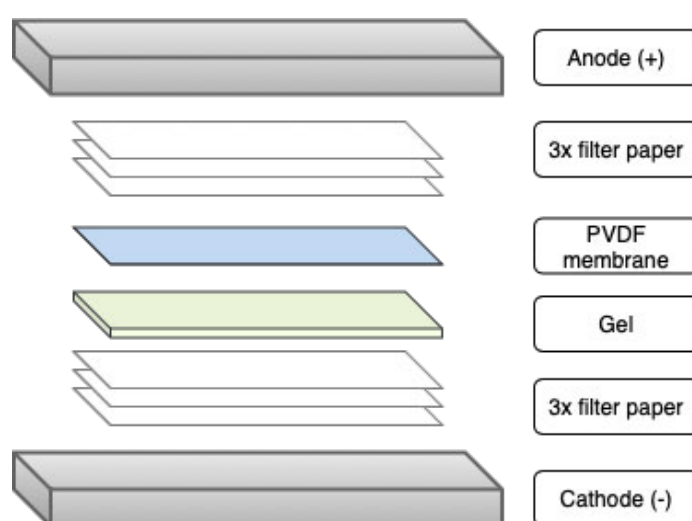 Anode (+)
3x filter paper
PVDF
membrane
Gel
3x filter paper
Cathode (-)